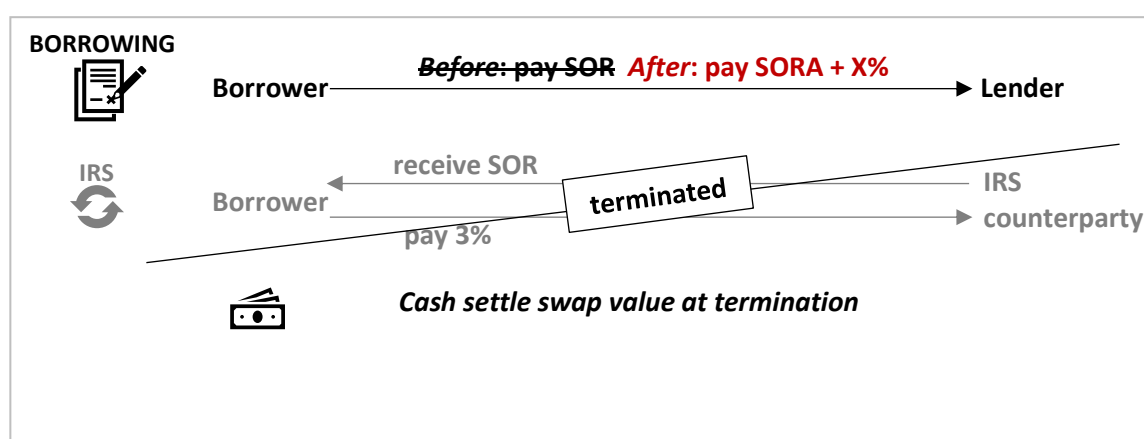 BORROWING
Before: pay SOR After: pay SORA + X%
Borrower Lender
IRS receive SOR IRS
Borrower terminated counterparty
pay 3%
Cash settle swap value at termination